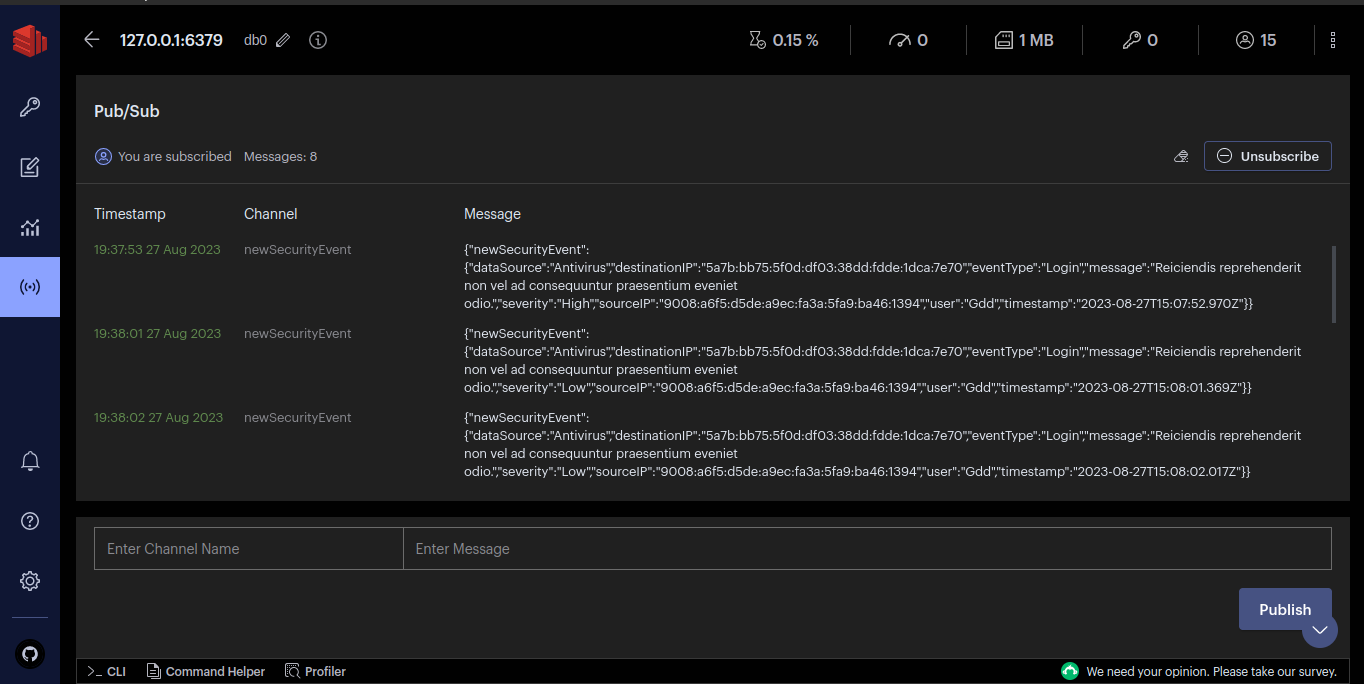 127.0.0.1:6379 db0 0.15 % 0 1 MB 0 15
Pub/Sub
You are subscribed Messages: 8 Unsubscribe
Timestamp Channel Message
19:37:53 27 Aug 2023 newSecurityEvent {"newSecurityEvent":
{"dataSource":"Antivirus","destinationIP":"5a7b:bb75:5f0d:df03:38dd:fdde:1dca:7e70","eventType":"Login","message":"Reiciendis reprehenderit
non vel ad consequuntur praesentium eveniet
odio.","severity":"High","sourceIP":"9008:a6f5:d5de:a9ec:fa3a:5fa9:ba46:1394","user":"Gdd","timestamp":"2023-08-27T15:07:52.970Z"}}
19:38:01 27 Aug 2023 newSecurityEvent {"newSecurityEvent":
{"dataSource":"Antivirus","destinationIP":"5a7b:bb75:5f0d:df03:38dd:fdde:1dca:7e70","eventType":"Login","message":"Reiciendis reprehenderit
non vel ad consequuntur praesentium eveniet
odio.","severity":"Low","sourceIP":"9008:a6f5:d5de:a9ec:fa3a:5fa9:ba46:1394","user":"Gdd","timestamp":"2023-08-27T15:08:01.369Z"}}
19:38:02 27 Aug 2023 newSecurityEvent {"newSecurityEvent":
{"dataSource":"Antivirus","destinationIP":"5a7b:bb75:5f0d:df03:38dd:fdde:1dca:7e70","eventType":"Login","message":"Reiciendis reprehenderit
non vel ad consequuntur praesentium eveniet
odio.","severity":"Low","sourceIP":"9008:a6f5:d5de:a9ec:fa3a:5fa9:ba46:1394","user":"Gdd","timestamp":"2023-08-27T15:08:02.017Z"}}
Enter Channel Name Enter Message
Publish
>_ CLI Command Helper Profiler We need your opinion. Please take our survey.